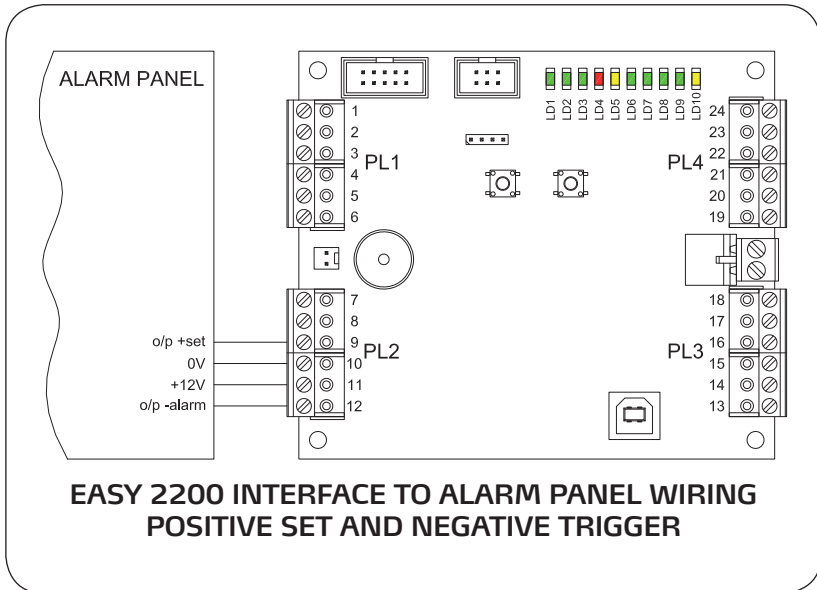 ALARM PANEL
LD1
LD2
LD3
LD4
LD5
LD6
LD7
LD8
LD9
LD10
1
2
3
4
5
6
PL1
24
23
22
21
20
19
PL4
7
8
9
10
11
12
PL2
18
17
16
15
14
13
PL3
o/p +set
0V
+12V
o/p -alarm
EASY 2200 INTERFACE TO ALARM PANEL WIRING
POSITIVE SET AND NEGATIVE TRIGGER